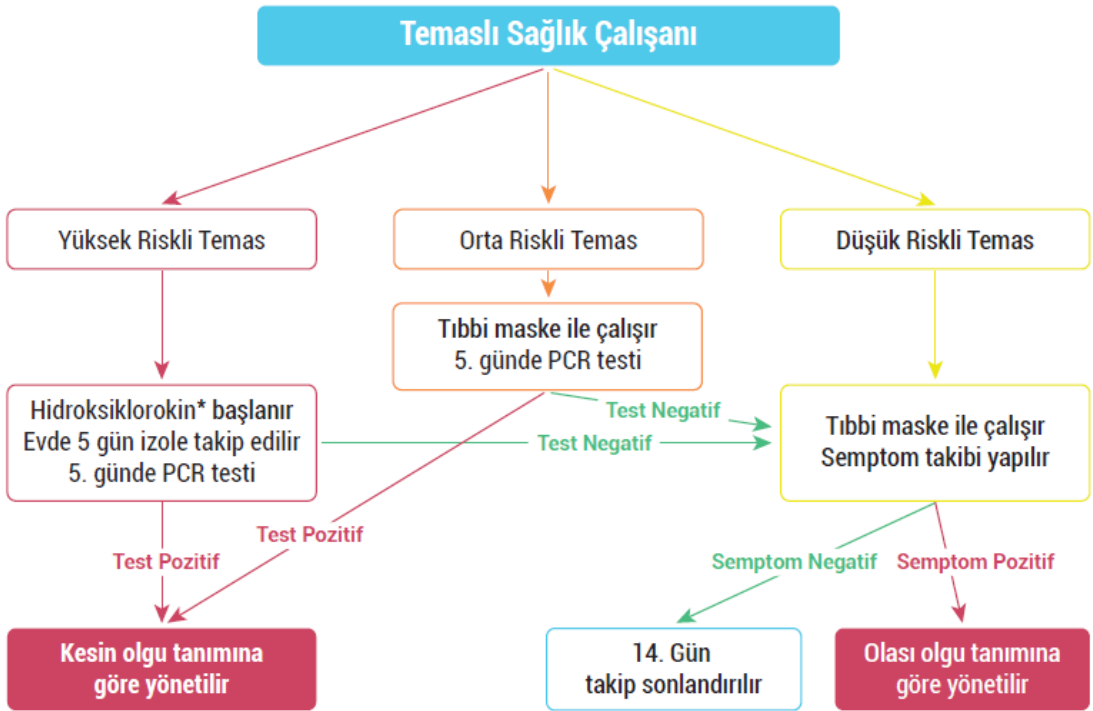 Temaslı Sağlık Çalışanı
Yüksek Riskli Temas
Orta Riskli Temas
Düşük Riskli Temas
Tıbbi maske ile çalışır
5. günde PCR testi
Hidroksiklorokin* başlanır
Evde 5 gün izole takip edilir
5. günde PCR testi
Test Negatif
Test Negatif
Tıbbi maske ile çalışır
Semptom takibi yapılır
Test Pozitif
Test Pozitif
Semptom Negatif
Semptom Pozitif
Kesin olgu tanımına
göre yönetilir
14. Gün
takip sonlandırılır
Olası olgu tanımına
göre yönetilir